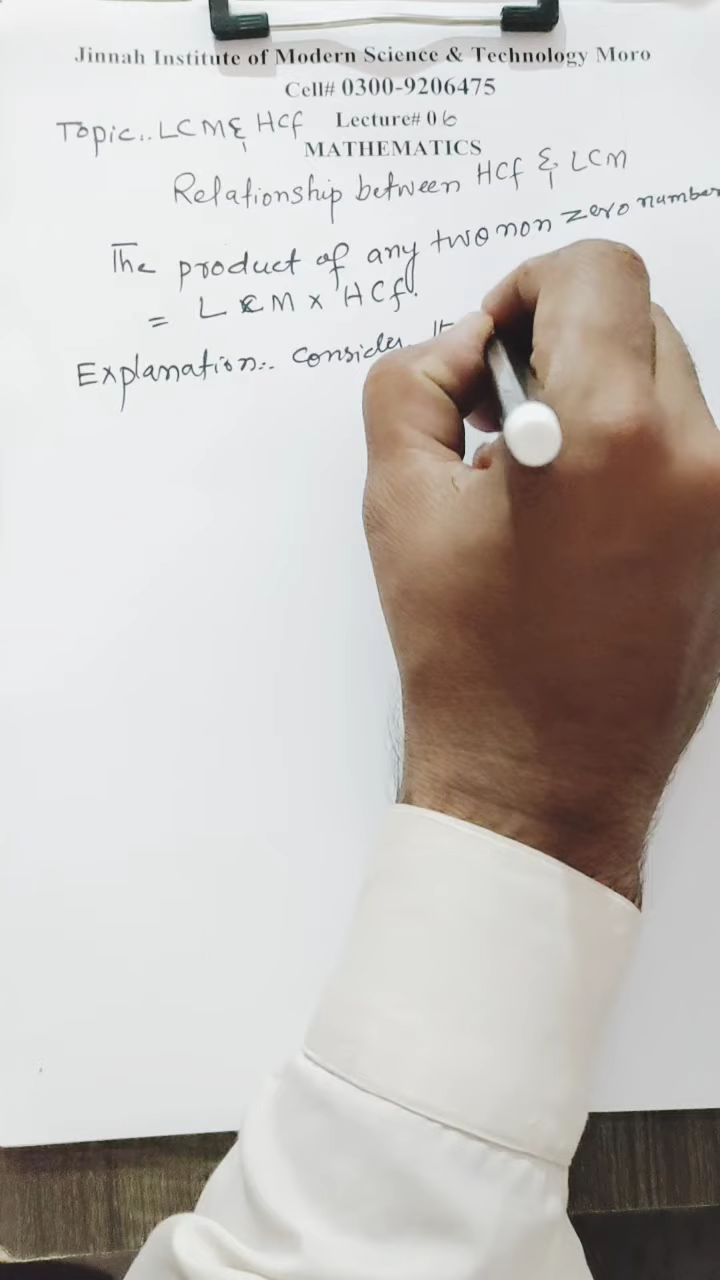 Jinnah Institute of Modern Science & Technology Moro
Cell# 0300-9206475
Topic:. LCM & HCf Lecture# 06
MATHEMATICS
Relationship between HCf & LCM
The product of any two non zero number
= LCM x HCf.
Explanation:. Consider